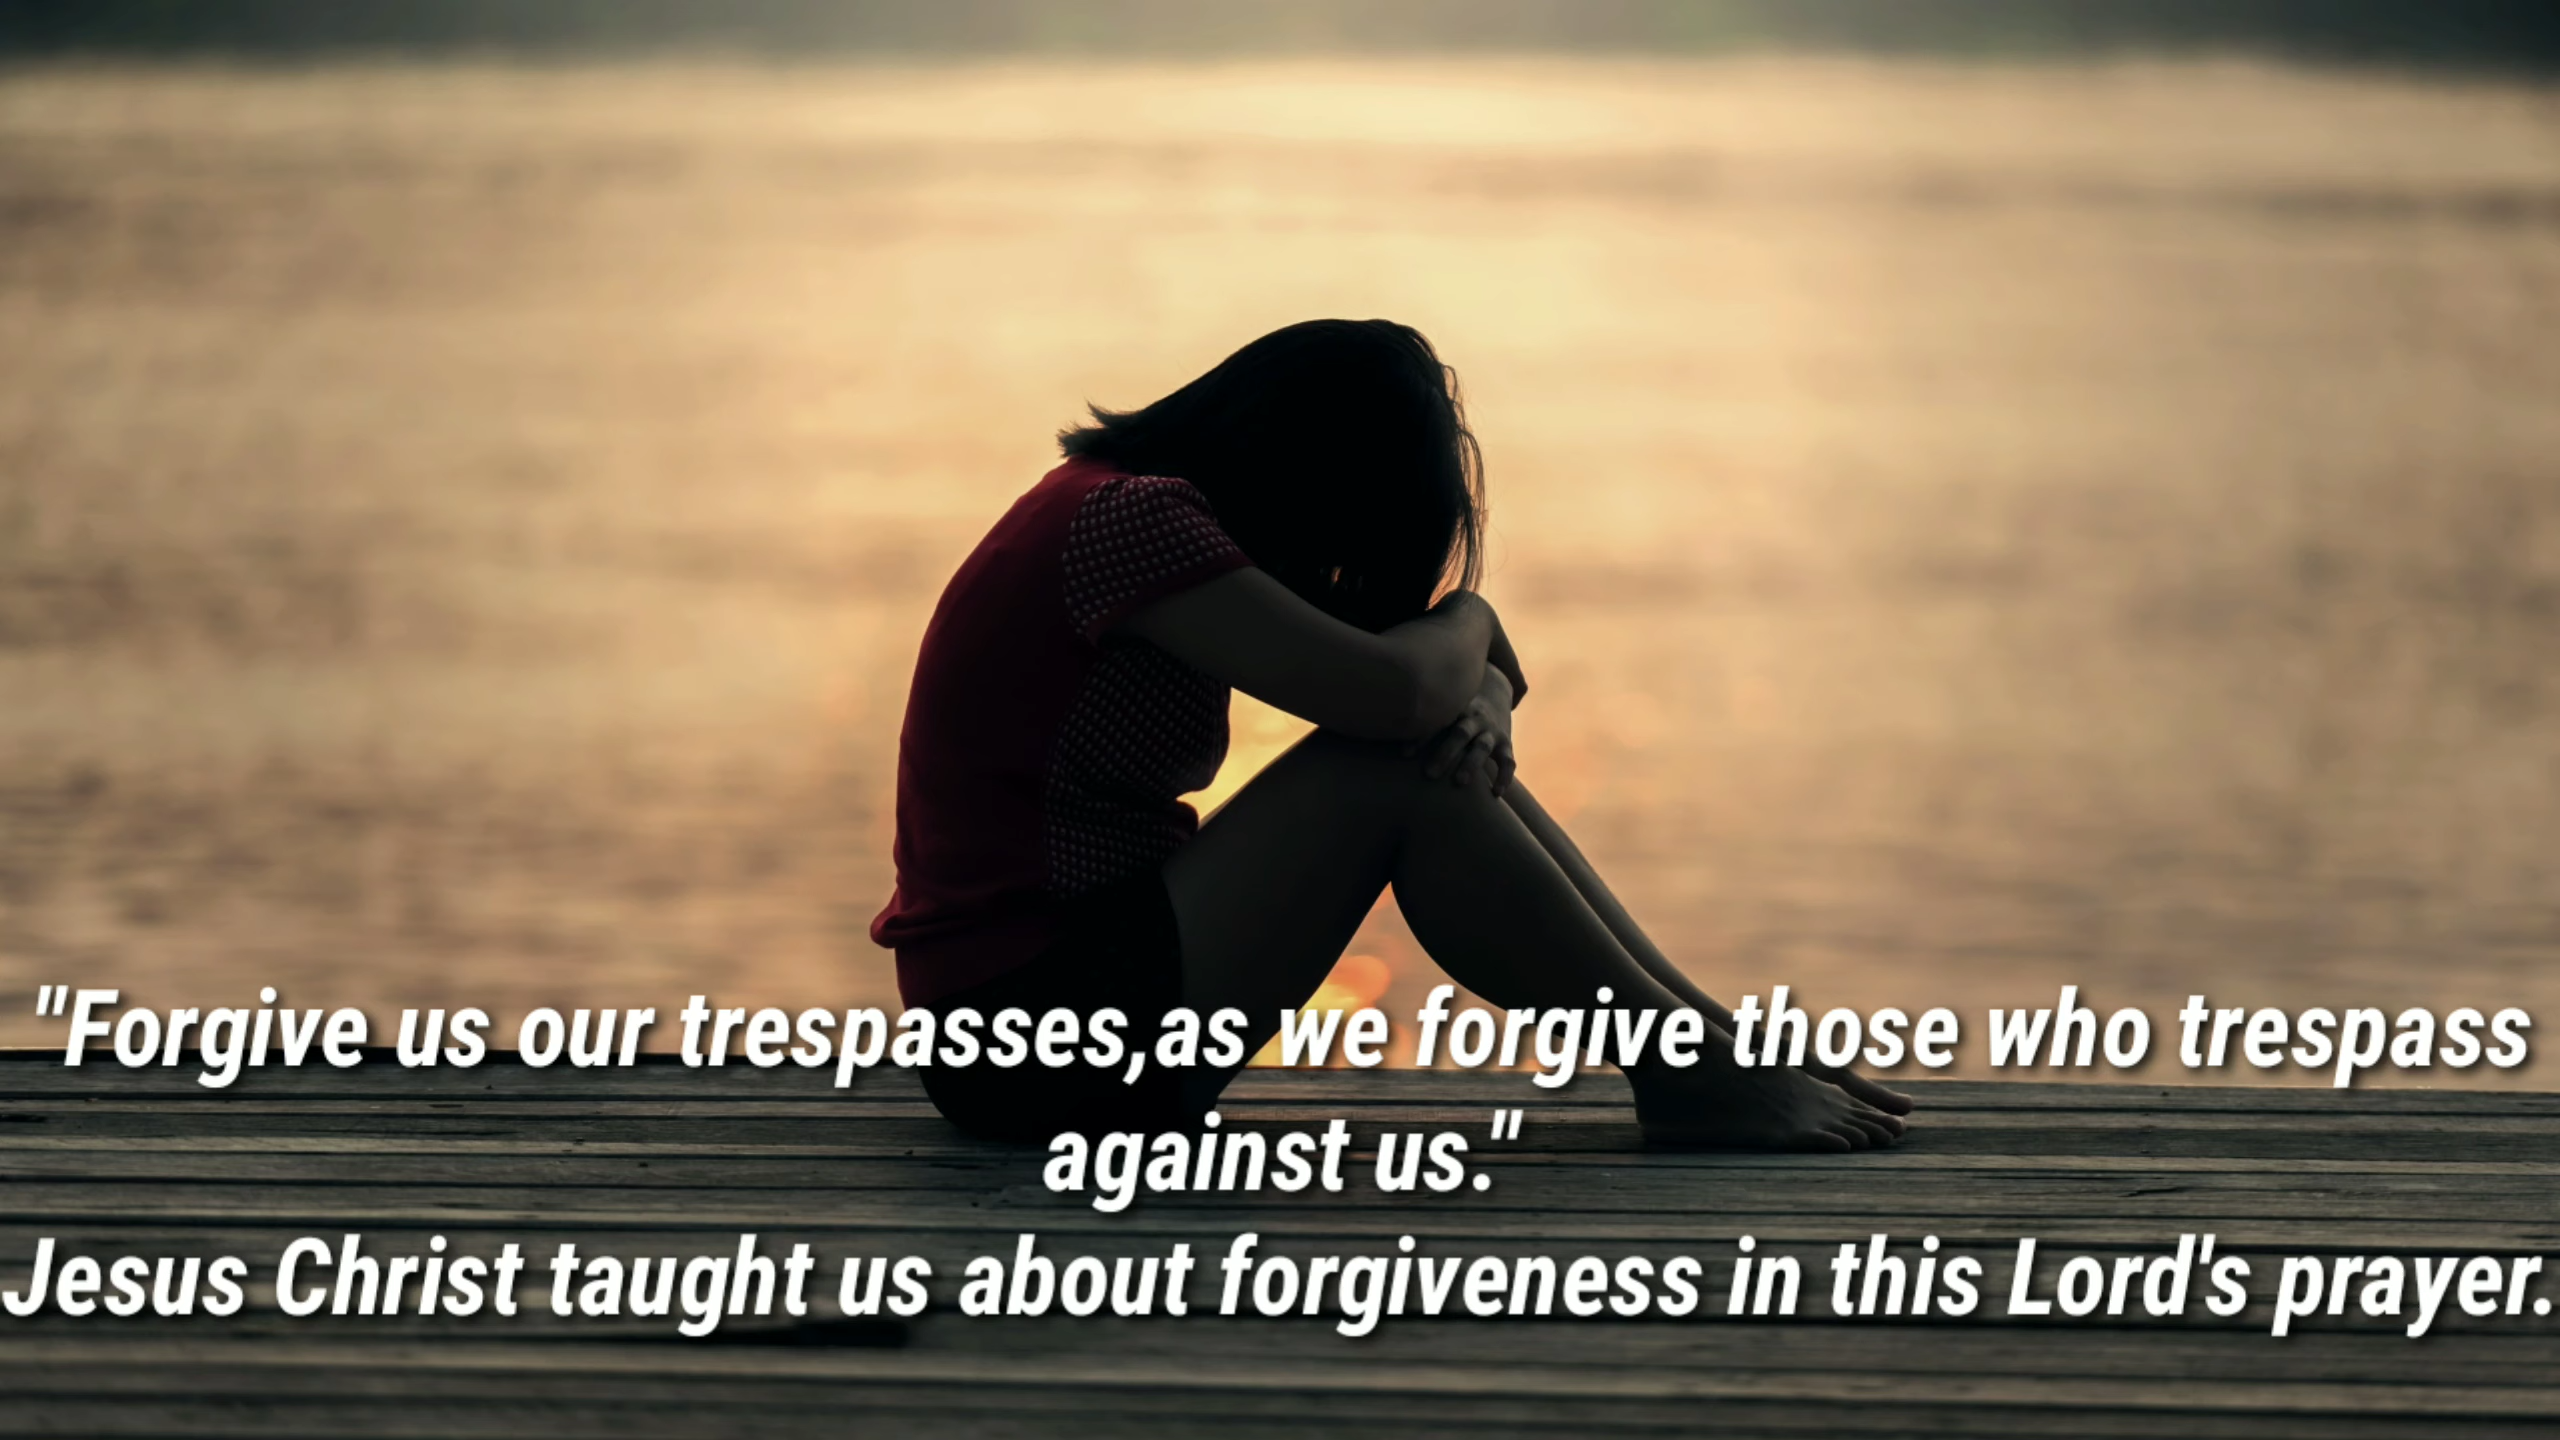 "Forgive us our trespasses,as we forgive those who trespass
against us."
Jesus Christ taught us about forgiveness in this Lord's prayer.